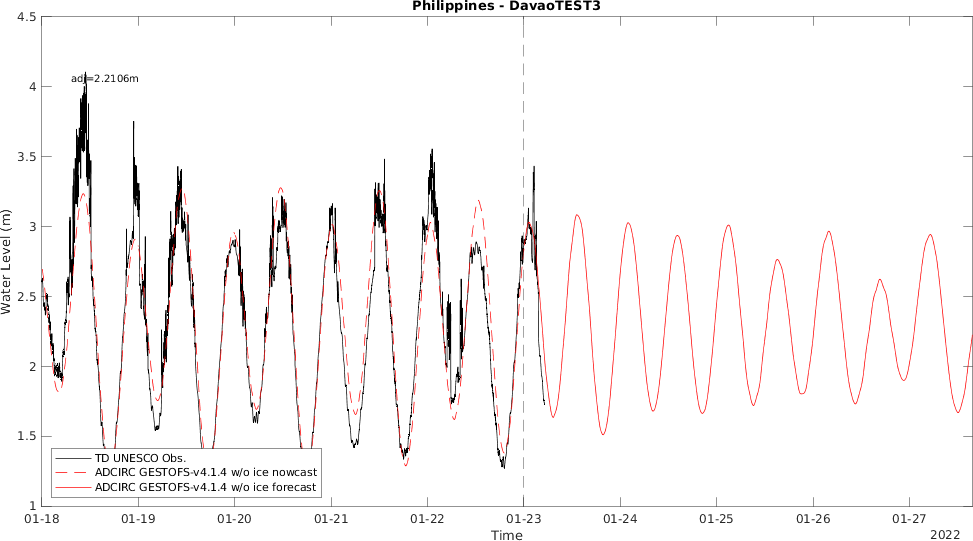 Philippines - DavaoTEST3
4.5
4
3.5
3
2.5
2
1.5
1
Water Level (m)
adj=2.2106m
TD UNESCO Obs.
ADCIRC GESTOFS-v4.1.4 w/o ice nowcast
ADCIRC GESTOFS-v4.1.4 w/o ice forecast
01-18 01-19 01-20 01-21 01-22 01-23 01-24 01-25 01-26 01-27
Time
2022